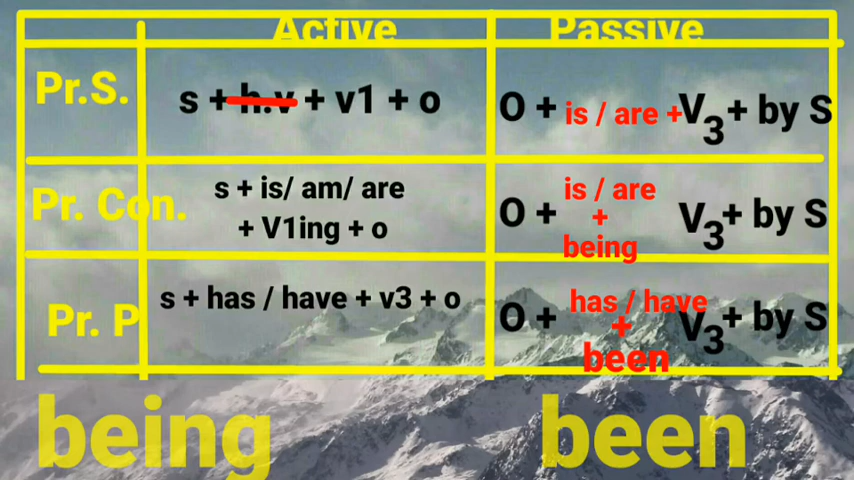 Active Passive
Pr.S. s + h.v + v1 + o O + is / are + V3 + by S
Pr. Con. s + is/ am/ are
+ V1ing + o
O + is / are
+
being
V3 + by S
Pr. P s + has / have + v3 + o O + has / have
+
been
V3 + by S
being been